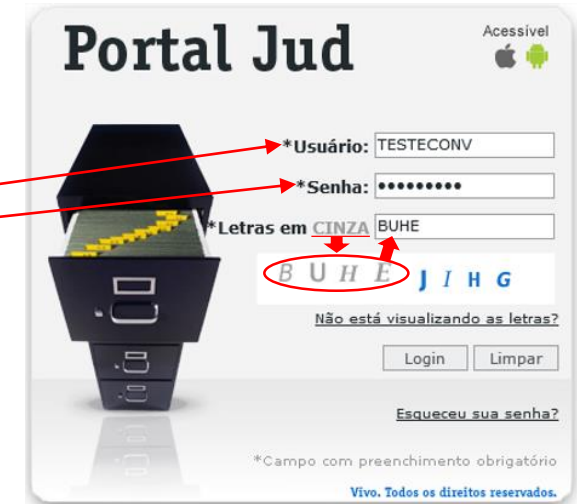 Portal Jud
Acessível
*Usuário: TESTECONV
*Senha: •••••••••
*Letras em CINZA BUHE
B U H E J I H G
Não está visualizando as letras?
Login Limpar
Esqueceu sua senha?
*Campo com preenchimento obrigatório
Vivo. Todos os direitos reservados.